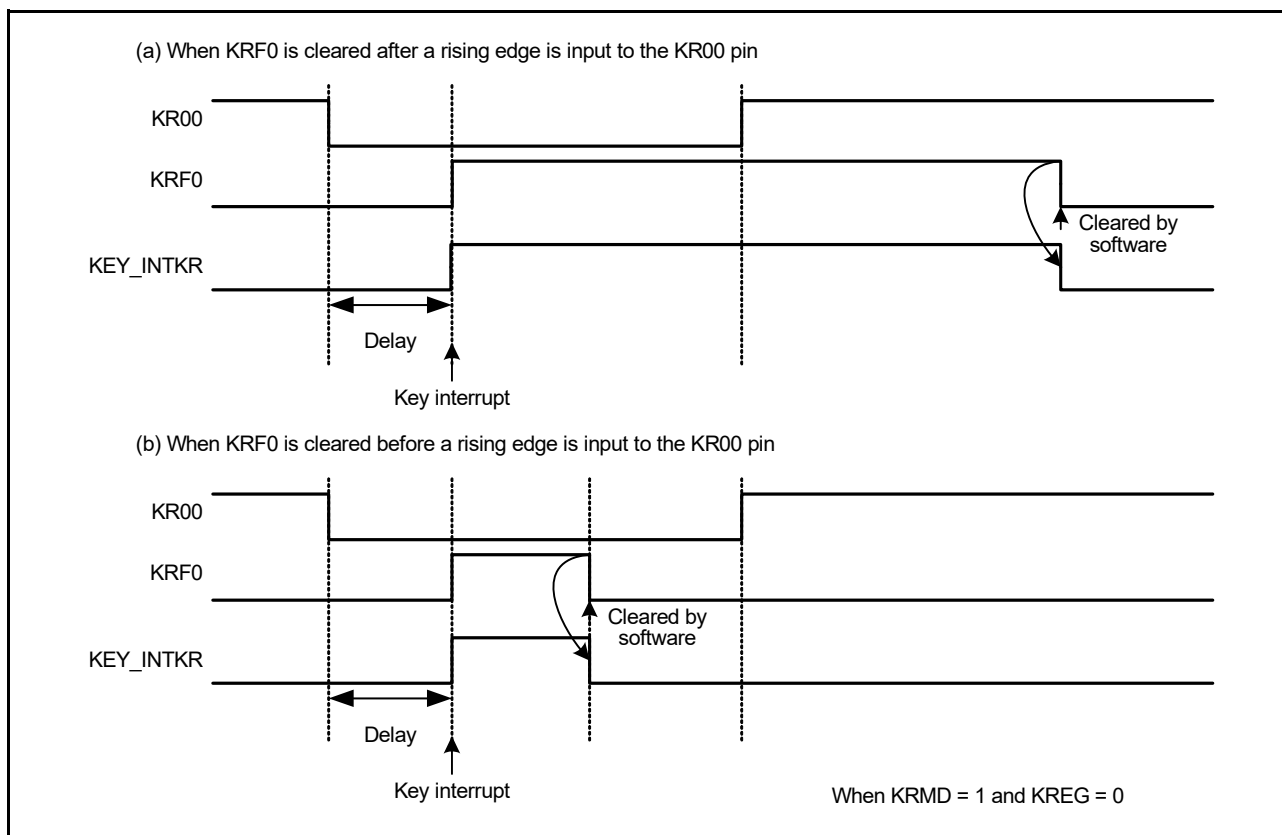 (a) When KRF0 is cleared after a rising edge is input to the KR00 pin
KR00
KRF0
Cleared by
software
KEY_INTKR
Delay
Key interrupt
(b) When KRF0 is cleared before a rising edge is input to the KR00 pin
KR00
KRF0
Cleared by
software
KEY_INTKR
Delay
Key interrupt
When KRMD = 1 and KREG = 0